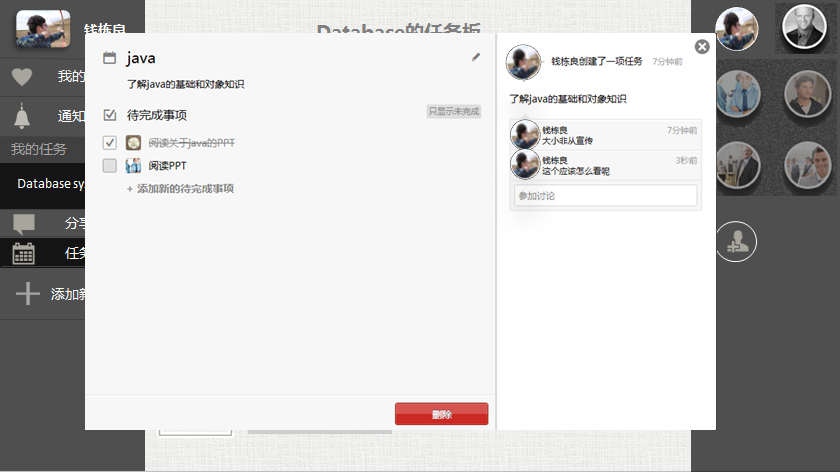 钱栋良
我的
通知
我的任务
Database sy
分享
任务
添加新
Database的任务板
java
了解java的基础和对象知识
待完成事项
只显示未完成
阅读关于java的PPT
阅读PPT
+ 添加新的待完成事项
删除
钱栋良创建了一项任务 7分钟前
了解java的基础和对象知识
钱栋良 7分钟前
大小非从宣传
钱栋良 3秒前
这个应该怎么看呢
参加讨论